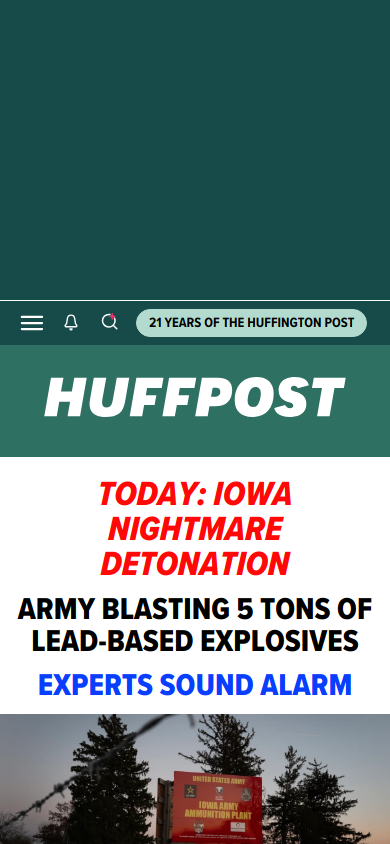 21 YEARS OF THE HUFFINGTON POST
HUFFPOST
TODAY: IOWA
NIGHTMARE
DETONATION
ARMY BLASTING 5 TONS OF
LEAD-BASED EXPLOSIVES
EXPERTS SOUND ALARM
UNITED STATES ARMY
IOWA ARMY
AMMUNITION PLANT